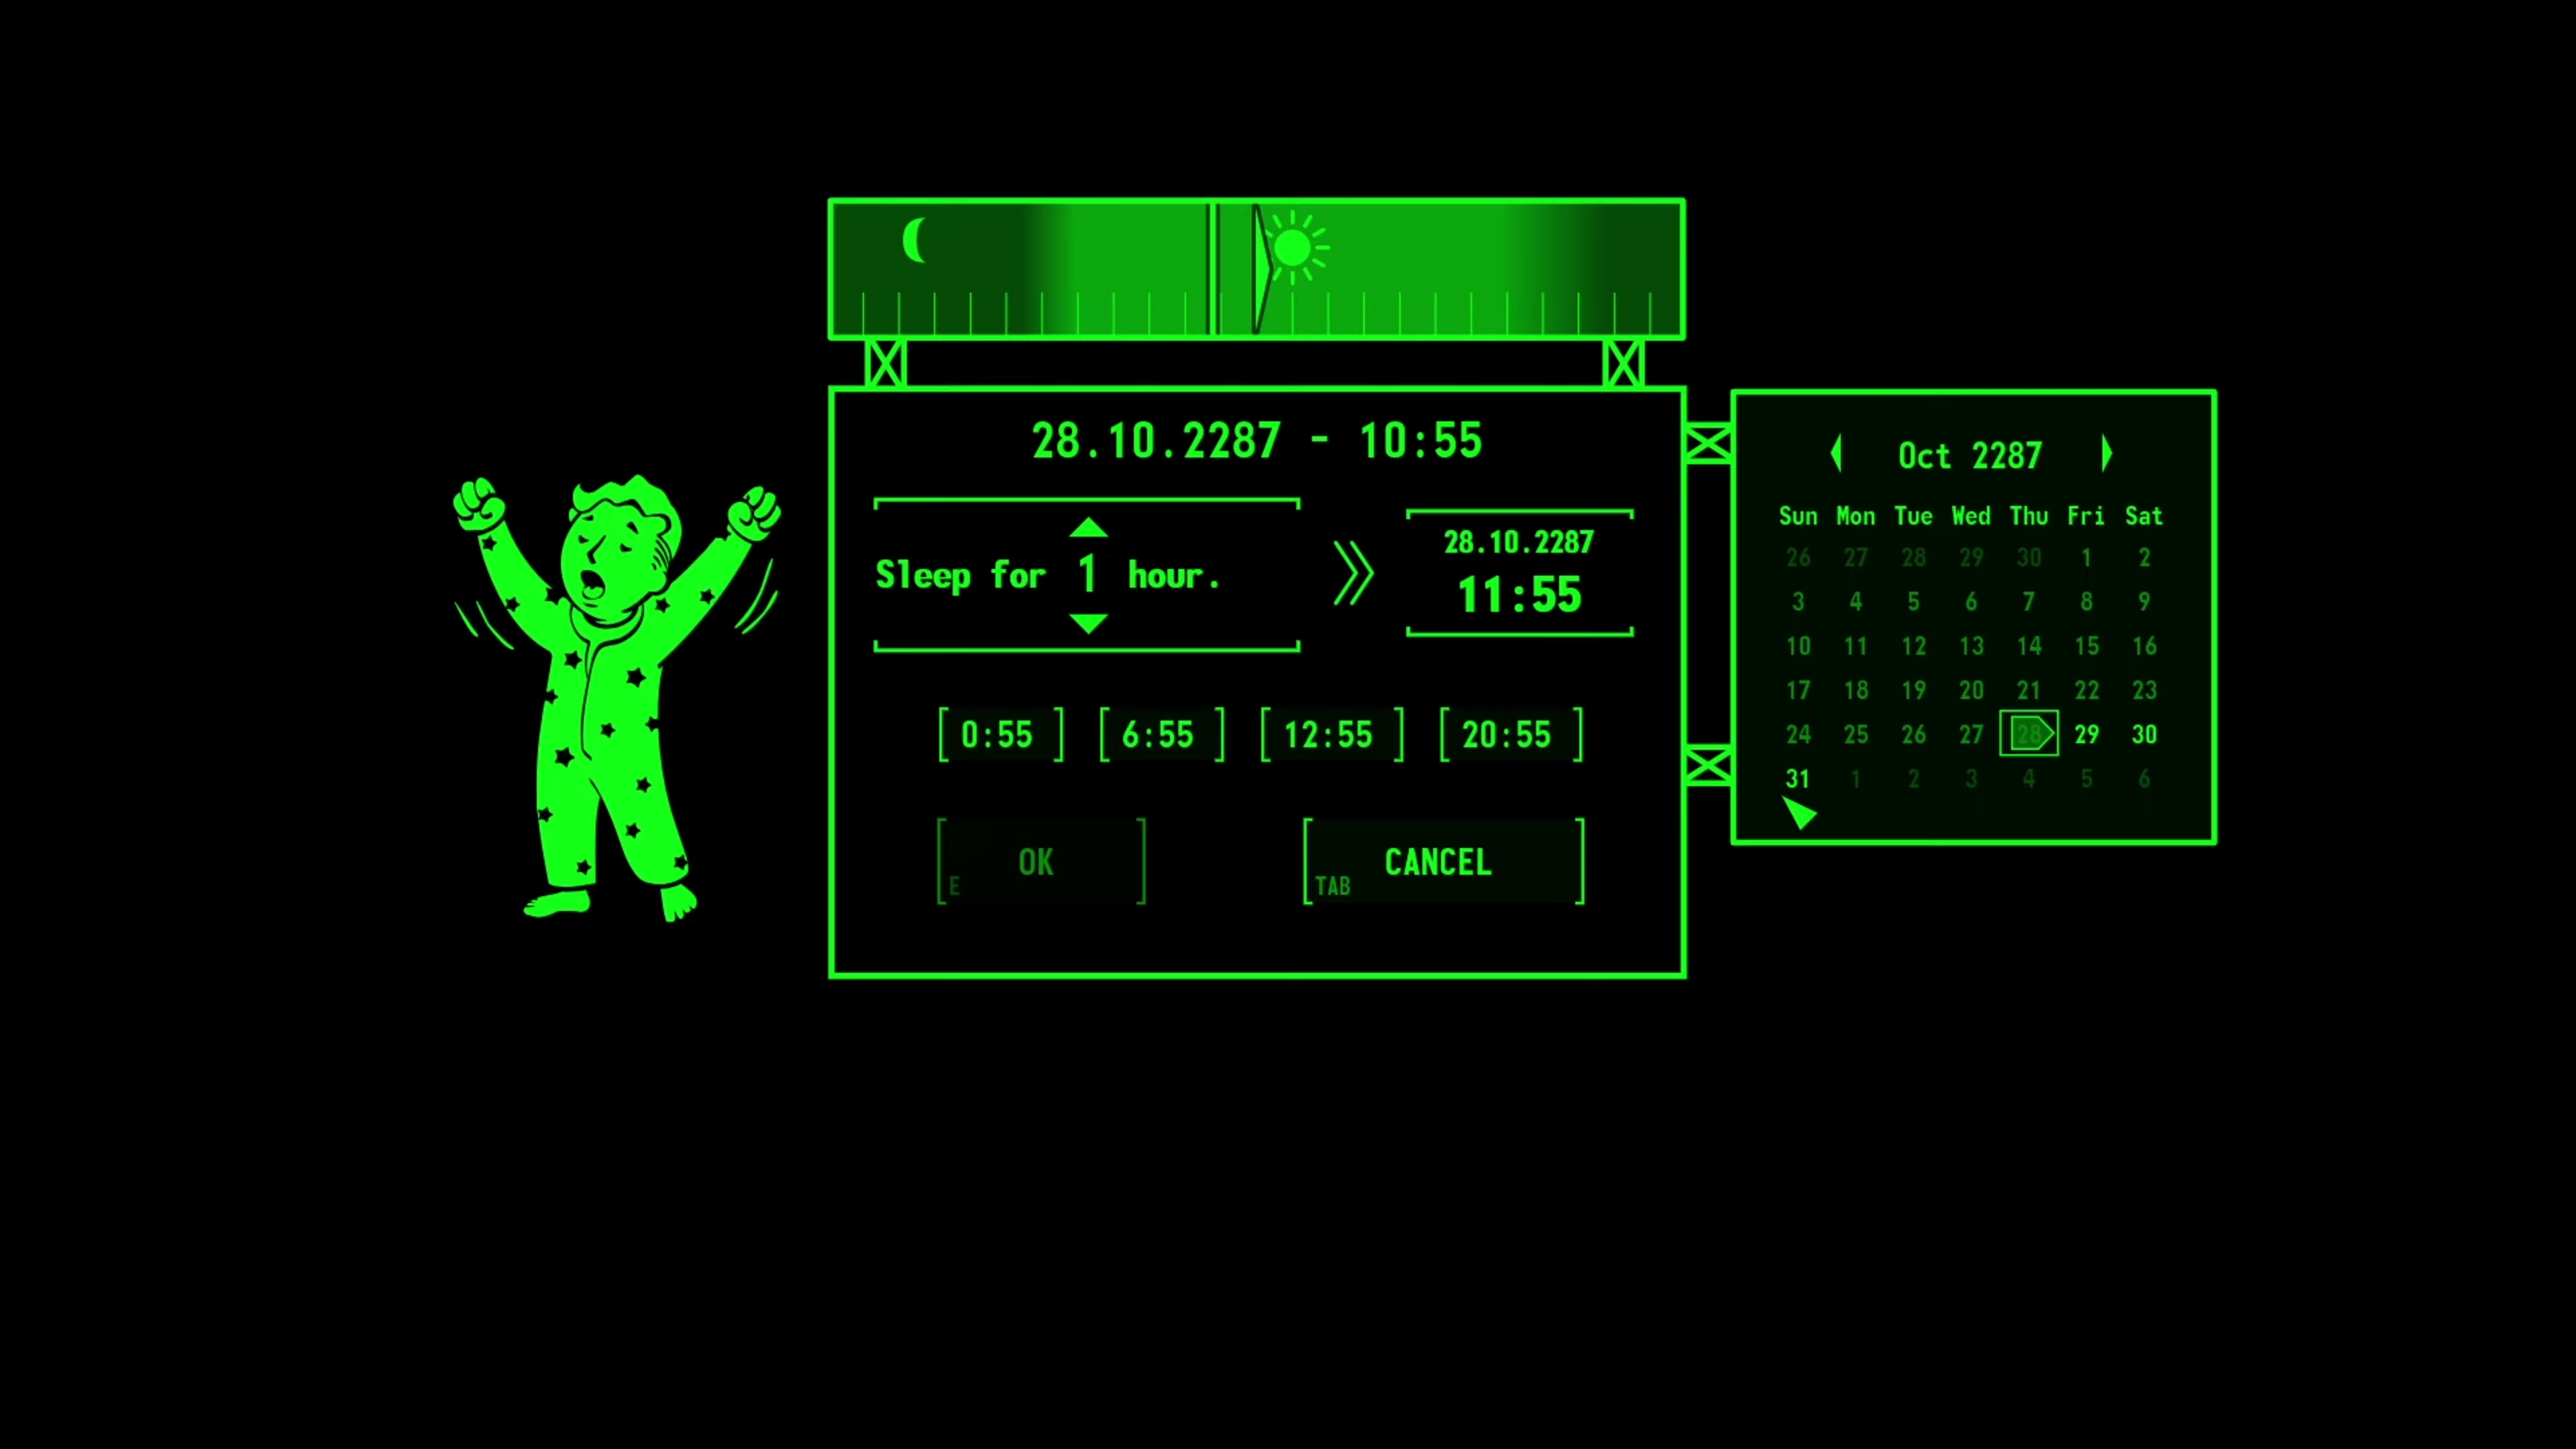 28.10.2287 - 10:55
Sleep for 1 hour.
28.10.2287
11:55
0:55 6:55 12:55 20:55
E OK
TAB CANCEL
Oct 2287
Sun Mon Tue Wed Thu Fri Sat
26 27 28 29 30 1 2
3 4 5 6 7 8 9
10 11 12 13 14 15 16
17 18 19 20 21 22 23
24 25 26 27 28 29 30
31 1 2 3 4 5 6